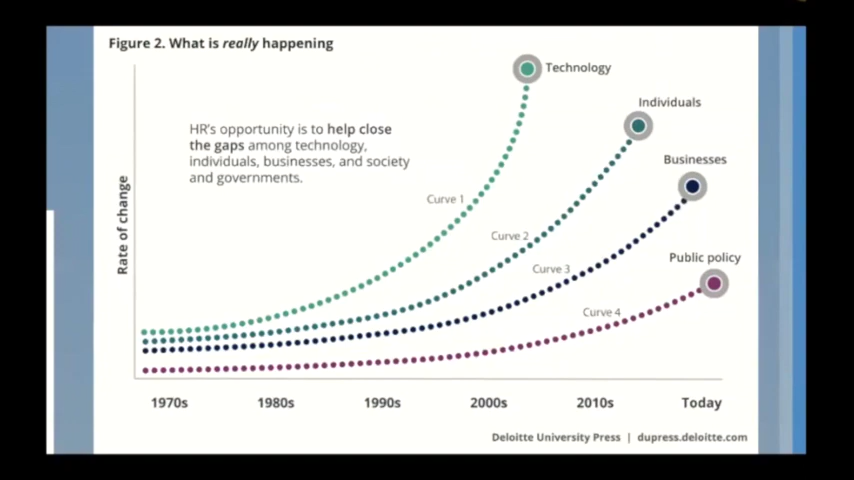 Figure 2. What is really happening
Technology
Individuals
HR's opportunity is to help close
the gaps among technology,
individuals, businesses, and society
and governments.
Businesses
Curve 1
Curve 2
Public policy
Curve 3
Curve 4
Rate of change
1970s 1980s 1990s 2000s 2010s Today
Deloitte University Press | dupress.deloitte.com